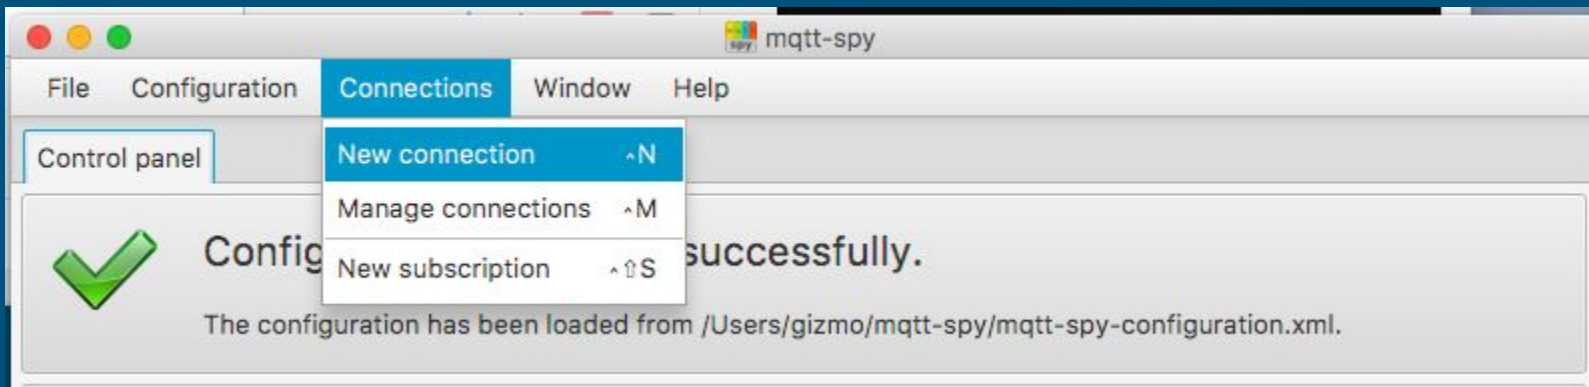 spy mqtt-spy
File Configuration Connections Window Help
Control panel
New connection ^N
Manage connections ^M
New subscription ^⇧S
Config successfully.
The configuration has been loaded from /Users/gizmo/mqtt-spy/mqtt-spy-configuration.xml.